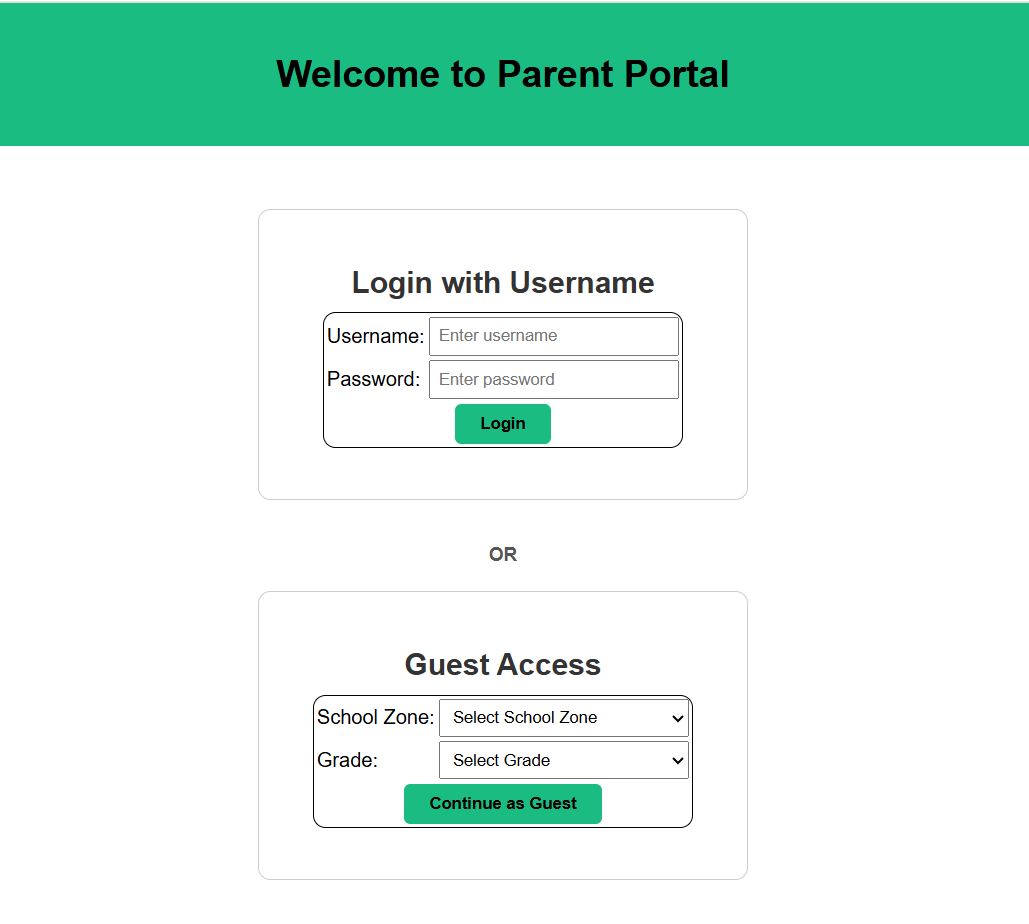 Welcome to Parent Portal
Login with Username
Username: Enter username
Password: Enter password
Login
OR
Guest Access
School Zone: Select School Zone
Grade: Select Grade
Continue as Guest